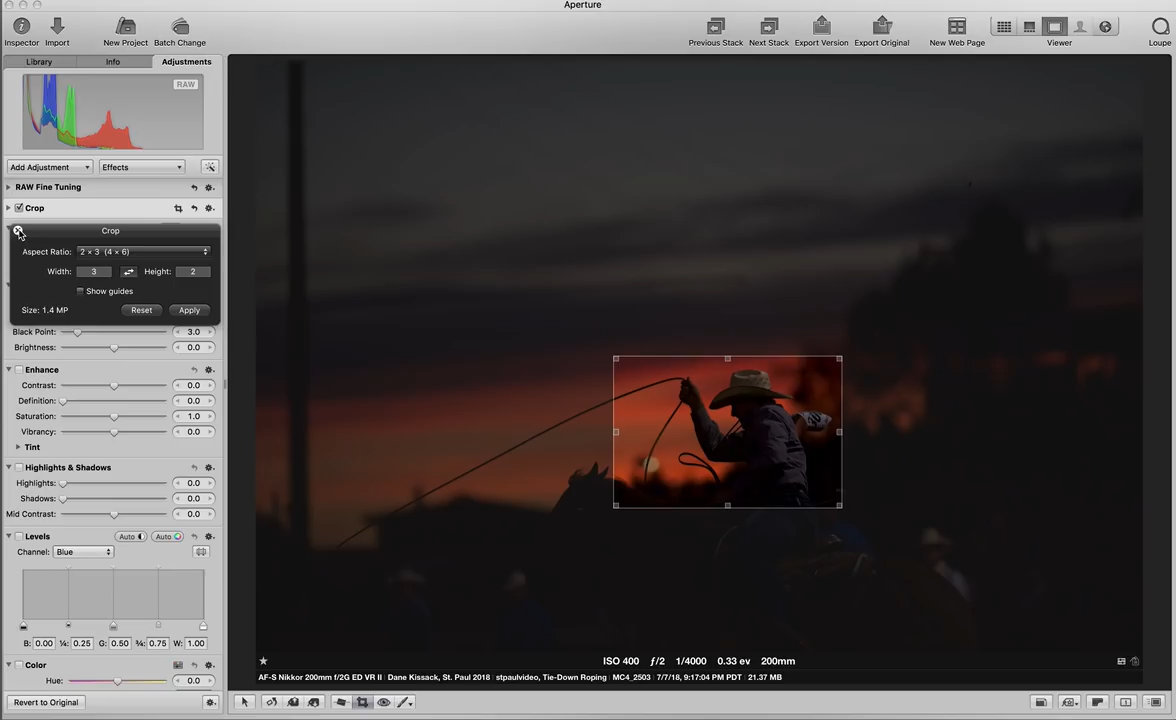 Aperture
Inspector Import New Project Batch Change Previous Stack Next Stack Export Version Export Original New Web Page Viewer Loupe
Library Info Adjustments
RAW
Add Adjustment Effects
RAW Fine Tuning
Crop
Crop
Aspect Ratio: 2 × 3 (4 × 6)
Width: 3 Height: 2
Show guides
Size: 1.4 MP Reset Apply
Black Point: 3.0
Brightness: 0.0
Enhance
Contrast: 0.0
Definition: 0.0
Saturation: 1.0
Vibrancy: 0.0
Tint
Highlights & Shadows
Highlights: 0.0
Shadows: 0.0
Mid Contrast: 0.0
Levels Auto Auto
Channel: Blue
B: 0.00 ¼: 0.25 G: 0.50 ¾: 0.75 W: 1.00
Color
Hue: 0.0
ISO 400 ƒ/2 1/4000 0.33 ev 200mm
AF-S Nikkor 200mm f/2G ED VR II | Dane Kissack, St. Paul 2018 | stpaulvideo, Tie-Down Roping | MC4_2503 | 7/7/18, 9:17:04 PM PDT | 21.37 MB
Revert to Original